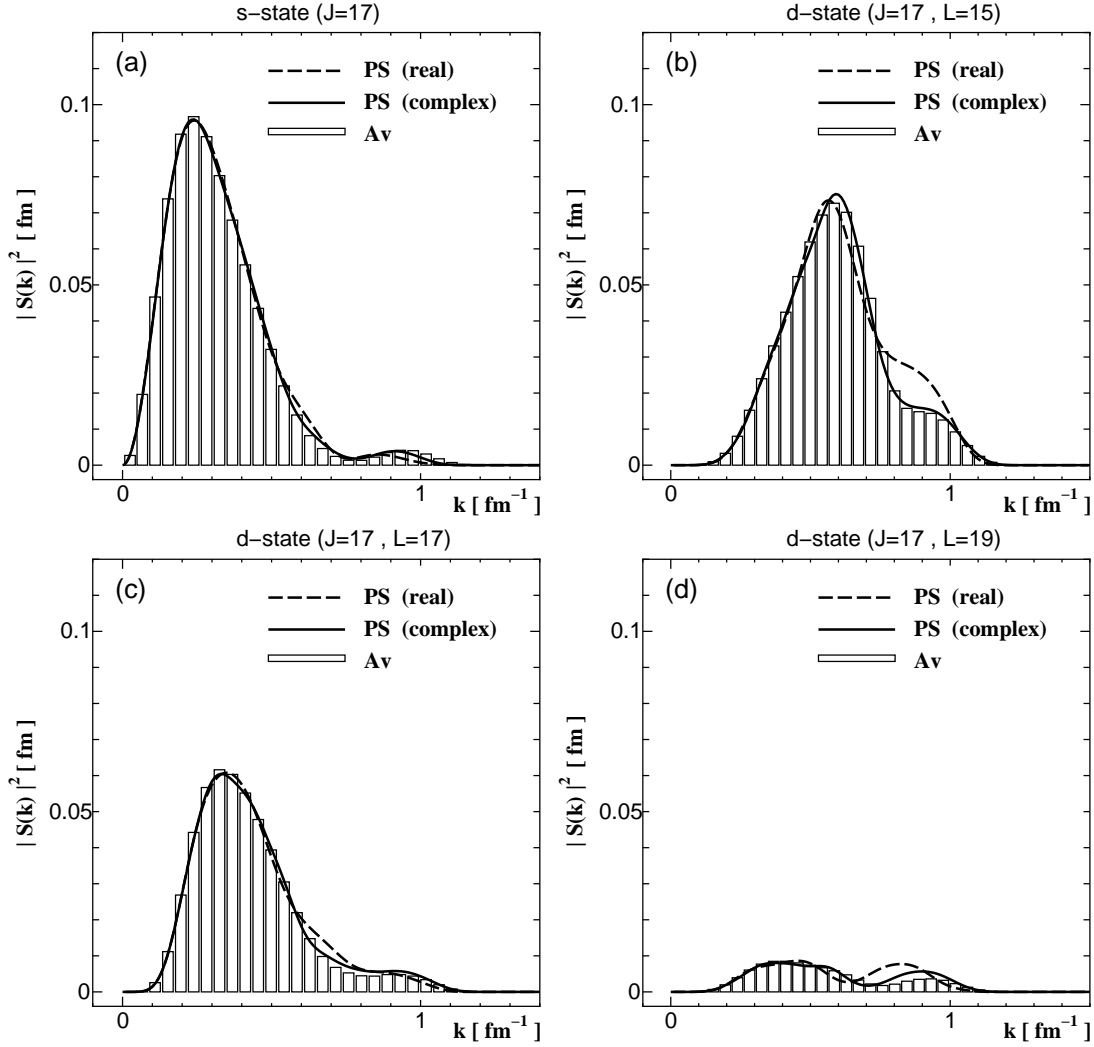 s−state (J=17)
(a)
PS (real)
PS (complex)
Av
0.1
0.05
0
| S(k) |² [ fm ]
0
1
k [ fm⁻¹ ]
d−state (J=17 , L=15)
(b)
PS (real)
PS (complex)
Av
0.1
0.05
0
| S(k) |² [ fm ]
0
1
k [ fm⁻¹ ]
d−state (J=17 , L=17)
(c)
PS (real)
PS (complex)
Av
0.1
0.05
0
| S(k) |² [ fm ]
0
1
k [ fm⁻¹ ]
d−state (J=17 , L=19)
(d)
PS (real)
PS (complex)
Av
0.1
0.05
0
| S(k) |² [ fm ]
0
1
k [ fm⁻¹ ]